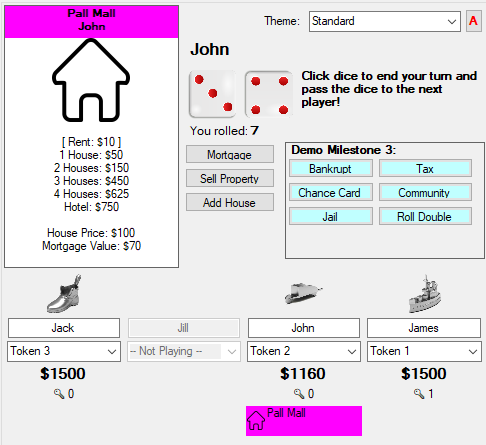 Pall Mall
John
[ Rent: $10 ]
1 House: $50
2 Houses: $150
3 Houses: $450
4 Houses: $625
Hotel: $750
House Price: $100
Mortgage Value: $70
Theme: Standard A
John
Click dice to end your turn and
pass the dice to the next
player!
You rolled: 7
Mortgage
Sell Property
Add House
Demo Milestone 3:
Bankrupt Tax
Chance Card Community
Jail Roll Double
Jack Jill John James
Token 3 -- Not Playing -- Token 2 Token 1
$1500 $1160 $1500
0 0 1
Pall Mall